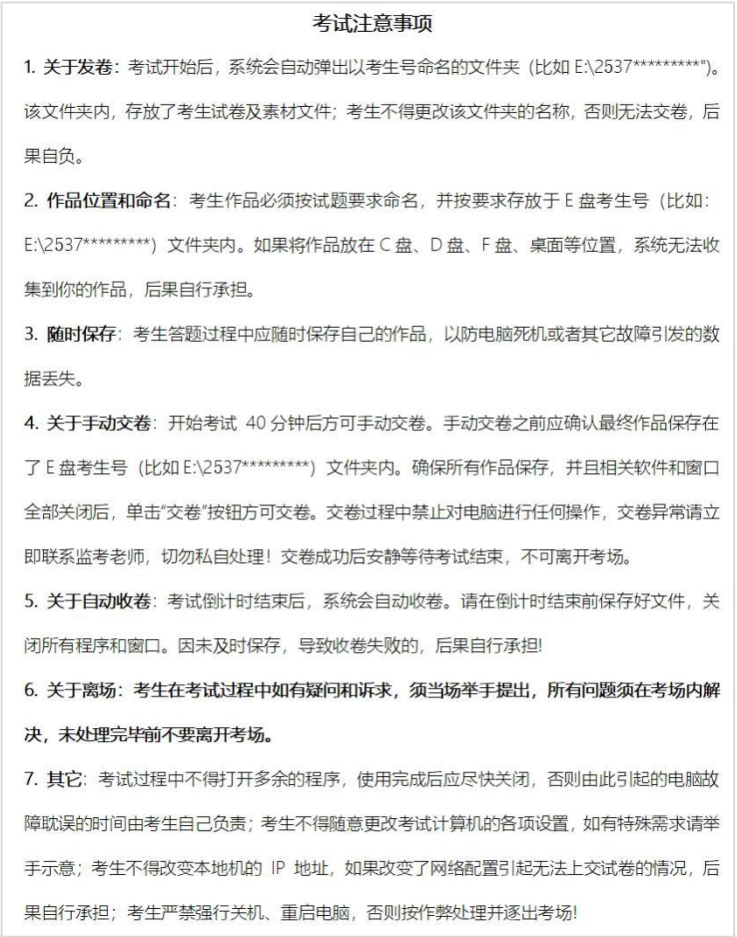 考试注意事项
1. 关于发卷：考试开始后，系统会自动弹出以考生号命名的文件夹（比如 E:\2537*********"）。
该文件夹内，存放了考生试卷及素材文件；考生不得更改该文件夹的名称，否则无法交卷，后
果自负。
2. 作品位置和命名：考生作品必须按试题要求命名，并按要求存放于 E 盘考生号（比如：
E:\2537*********）文件夹内。如果将作品放在 C 盘、D 盘、F 盘、桌面等位置，系统无法收
集到你的作品，后果自行承担。
3. 随时保存：考生答题过程中应随时保存自己的作品，以防电脑死机或者其它故障引发的数
据丢失。
4. 关于手动交卷：开始考试 40 分钟后方可手动交卷。手动交卷之前应确认最终作品保存在
了 E 盘考生号（比如 E:\2537*********）文件夹内。确保所有作品保存，并且相关软件和窗口
全部关闭后，单击“交卷”按钮方可交卷。交卷过程中禁止对电脑进行任何操作，交卷异常请立
即联系监考老师，切勿私自处理！交卷成功后安静等待考试结束，不可离开考场。
5. 关于自动收卷：考试倒计时结束后，系统会自动收卷。请在倒计时结束前保存好文件，关
闭所有程序和窗口。因未及时保存，导致收卷失败的，后果自行承担!
6. 关于离场：考生在考试过程中如有疑问和诉求，须当场举手提出，所有问题须在考场内解
决，未处理完毕前不要离开考场。
7. 其它：考试过程中不得打开多余的程序，使用完成后应尽快关闭，否则由此引起的电脑故
障耽误的时间由考生自己负责；考生不得随意更改考试计算机的各项设置，如有特殊需求请举
手示意；考生不得改变本地机的 IP 地址，如果改变了网络配置引起无法上交试卷的情况，后
果自行承担；考生严禁强行关机、重启电脑，否则按作弊处理并逐出考场!